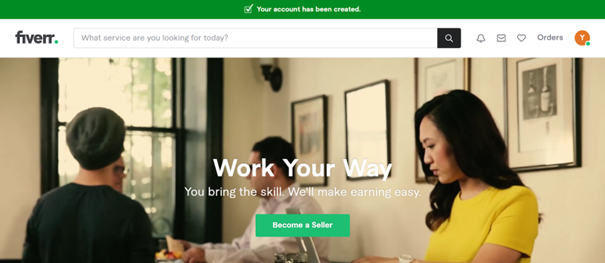 Your account has been created.
fiverr.
What service are you looking for today?
Orders
Y
Work Your Way
You bring the skill. We'll make earning easy.
Become a Seller